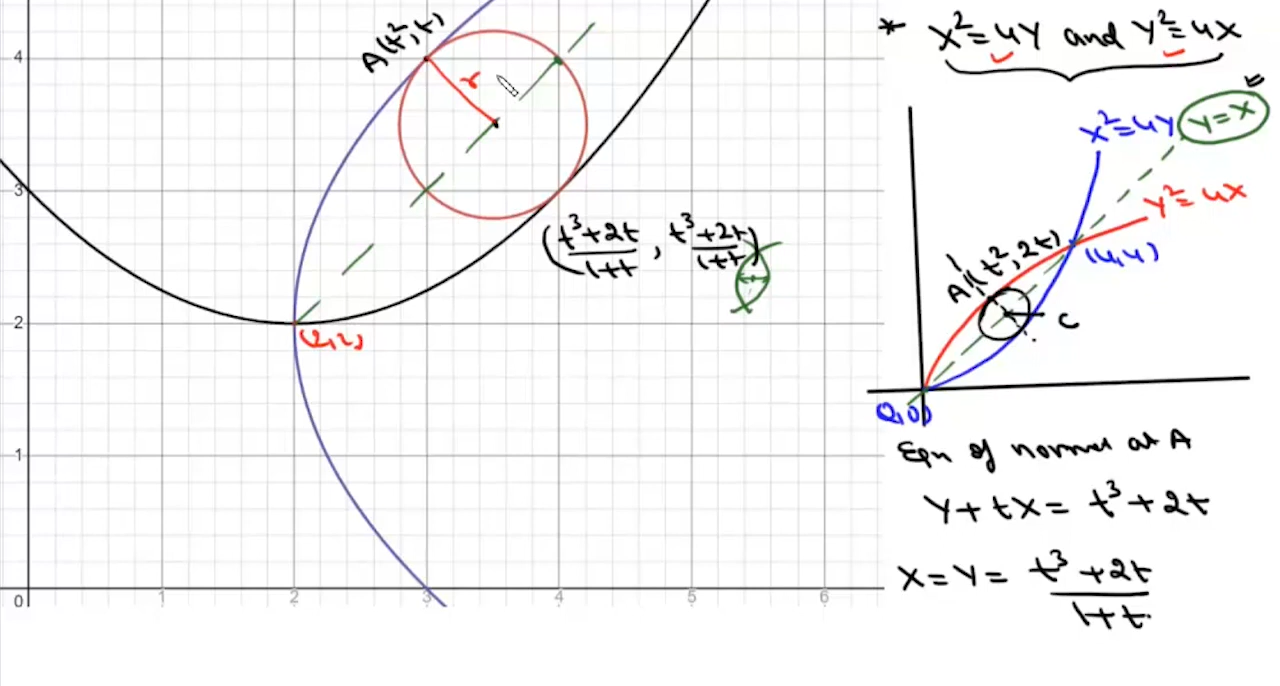 4
3
2
1
0
1
2
3
4
5
6
A(t²,t)
r
(t³+2t/1+t, t³+2t/1+t)
(2,2)
* X²=4Y and Y²=4X
X²=4Y
Y=X
Y²=4X
A(t²,2t)
(4,4)
C
(0,0)
Eqn of normal at A
Y+tX= t³+2t
X=Y= t³+2t/1+t